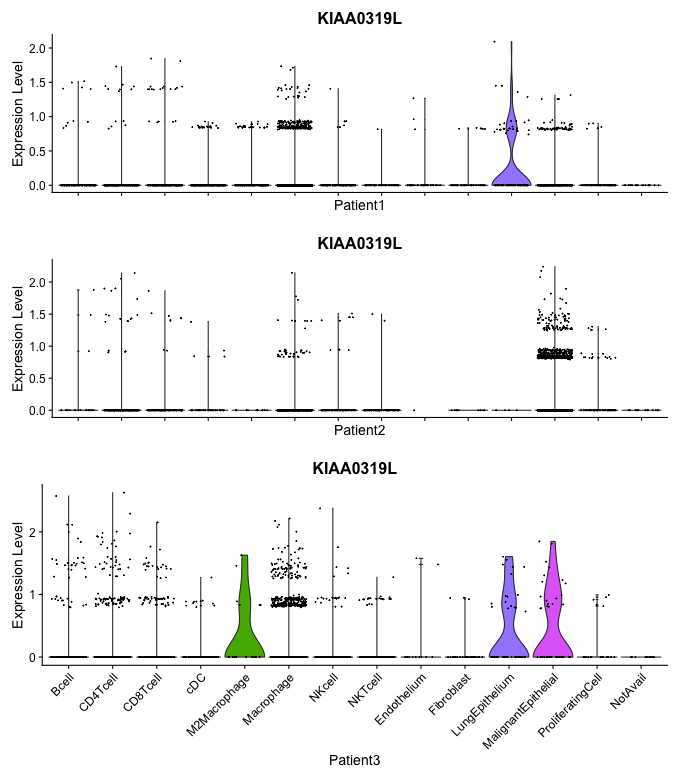 KIAA0319L
Expression Level
2.0
1.5
1.0
0.5
0.0
Patient1
KIAA0319L
Expression Level
2.0
1.5
1.0
0.5
0.0
Patient2
KIAA0319L
Expression Level
2
1
0
Bcell
CD4Tcell
CD8Tcell
cDC
M2Macrophage
Macrophage
NKcell
NKTcell
Endothelium
Fibroblast
LungEpithelium
MalignantEpithelial
ProliferatingCell
NotAvail
Patient3